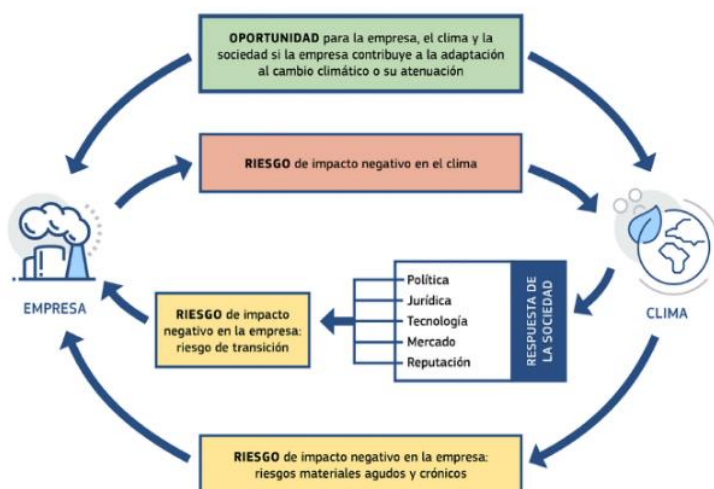 OPORTUNIDAD para la empresa, el clima y la
sociedad si la empresa contribuye a la adaptación
al cambio climático o su atenuación
RIESGO de impacto negativo en el clima
EMPRESA
CLIMA
RIESGO de impacto
negativo en la empresa:
riesgo de transición
Política
Jurídica
Tecnología
Mercado
Reputación
RESPUESTA DE
LA SOCIEDAD
RIESGO de impacto negativo en la empresa:
riesgos materiales agudos y crónicos